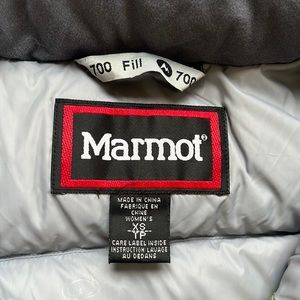 700 Fill 700
Marmot®
MADE IN CHINA
FABRIQUE EN
CHINE
WOMEN'S
XS
TP
CARE LABEL INSIDE
INSTRUCTION LAVAGE
AU DEDANS